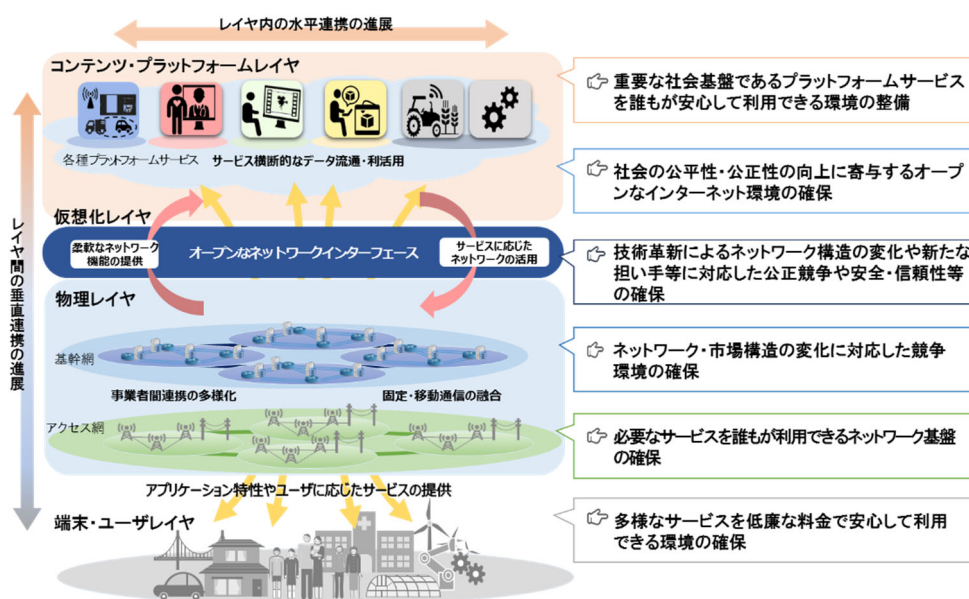 レイヤ内の水平連携の進展
コンテンツ・プラットフォームレイヤ
各種プラットフォームサービス
サービス横断的なデータ流通・利活用
仮想化レイヤ
柔軟なネットワーク
機能の提供
オープンなネットワークインターフェース
サービスに応じた
ネットワークの活用
物理レイヤ
基幹網
事業者間連携の多様化
固定・移動通信の融合
アクセス網
アプリケーション特性やユーザに応じたサービスの提供
端末・ユーザレイヤ
レイヤ間の垂直連携の進展
重要な社会基盤であるプラットフォームサービス
を誰もが安心して利用できる環境の整備
社会の公平性・公正性の向上に寄与するオープ
ンなインターネット環境の確保
技術革新によるネットワーク構造の変化や新たな
担い手等に対応した公正競争や安全・信頼性等
の確保
ネットワーク・市場構造の変化に対応した競争
環境の確保
必要なサービスを誰もが利用できるネットワーク基盤
の確保
多様なサービスを低廉な料金で安心して利用
できる環境の確保